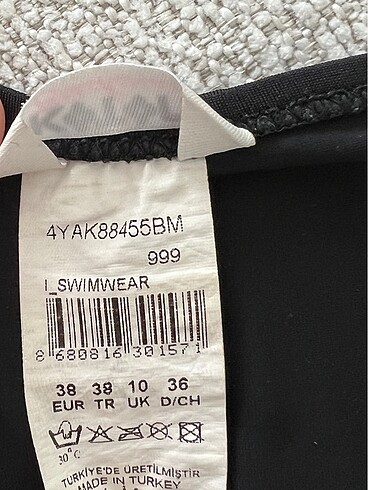 4YAK88455BM
999
I_SWIMWEAR
8 680816 301571
38 38 10 36
EUR TR UK D/CH
30°C
TÜRKİYE'DE ÜRETİLMİŞTİR
MADE IN TURKEY